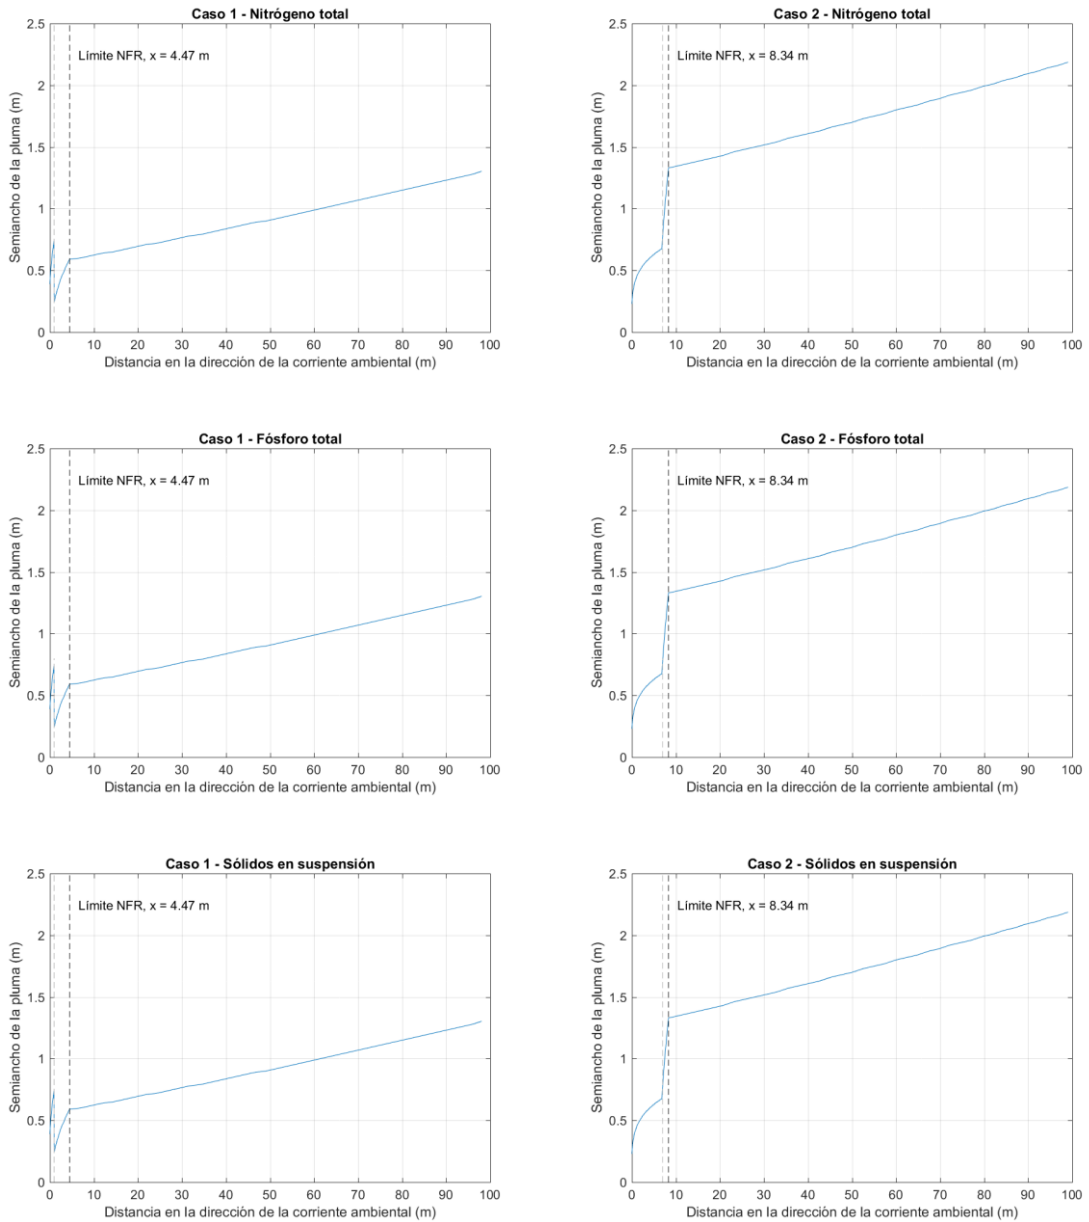 Caso 1 - Nitrógeno total
2.5
2
1.5
1
0.5
0
Semiancho de la pluma (m)
Límite NFR, x = 4.47 m
0 10 20 30 40 50 60 70 80 90 100
Distancia en la dirección de la corriente ambiental (m)
Caso 2 - Nitrógeno total
2.5
2
1.5
1
0.5
0
Semiancho de la pluma (m)
Límite NFR, x = 8.34 m
0 10 20 30 40 50 60 70 80 90 100
Distancia en la dirección de la corriente ambiental (m)
Caso 1 - Fósforo total
2.5
2
1.5
1
0.5
0
Semiancho de la pluma (m)
Límite NFR, x = 4.47 m
0 10 20 30 40 50 60 70 80 90 100
Distancia en la dirección de la corriente ambiental (m)
Caso 2 - Fósforo total
2.5
2
1.5
1
0.5
0
Semiancho de la pluma (m)
Límite NFR, x = 8.34 m
0 10 20 30 40 50 60 70 80 90 100
Distancia en la dirección de la corriente ambiental (m)
Caso 1 - Sólidos en suspensión
2.5
2
1.5
1
0.5
0
Semiancho de la pluma (m)
Límite NFR, x = 4.47 m
0 10 20 30 40 50 60 70 80 90 100
Distancia en la dirección de la corriente ambiental (m)
Caso 2 - Sólidos en suspensión
2.5
2
1.5
1
0.5
0
Semiancho de la pluma (m)
Límite NFR, x = 8.34 m
0 10 20 30 40 50 60 70 80 90 100
Distancia en la dirección de la corriente ambiental (m)